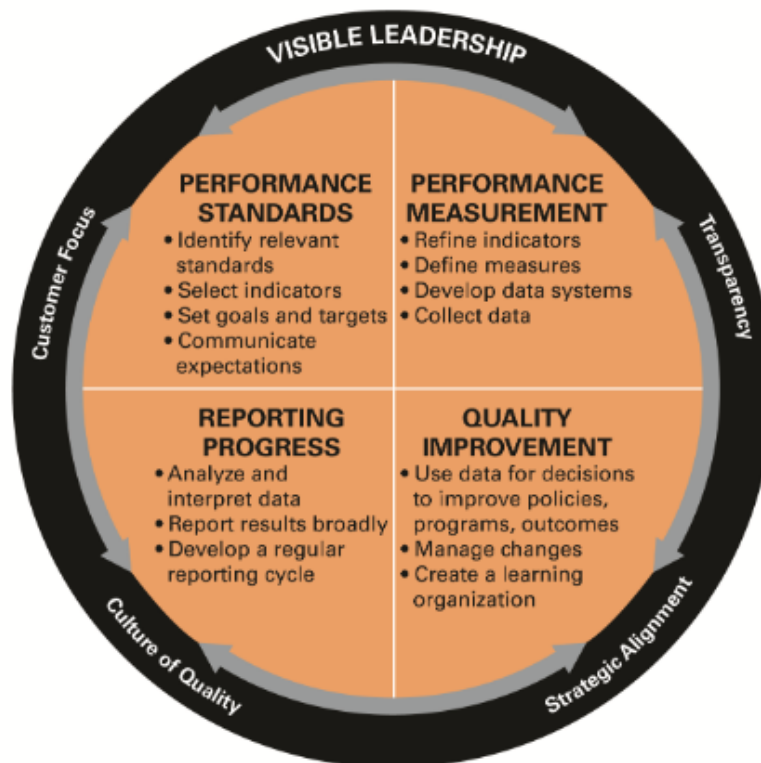 VISIBLE LEADERSHIP
Customer Focus
Transparency
PERFORMANCE
STANDARDS
• Identify relevant
standards
• Select indicators
• Set goals and targets
• Communicate
expectations
PERFORMANCE
MEASUREMENT
• Refine indicators
• Define measures
• Develop data systems
• Collect data
REPORTING
PROGRESS
• Analyze and
interpret data
• Report results broadly
• Develop a regular
reporting cycle
QUALITY
IMPROVEMENT
• Use data for decisions
to improve policies,
programs, outcomes
• Manage changes
• Create a learning
organization
Culture of Quality
Strategic Alignment